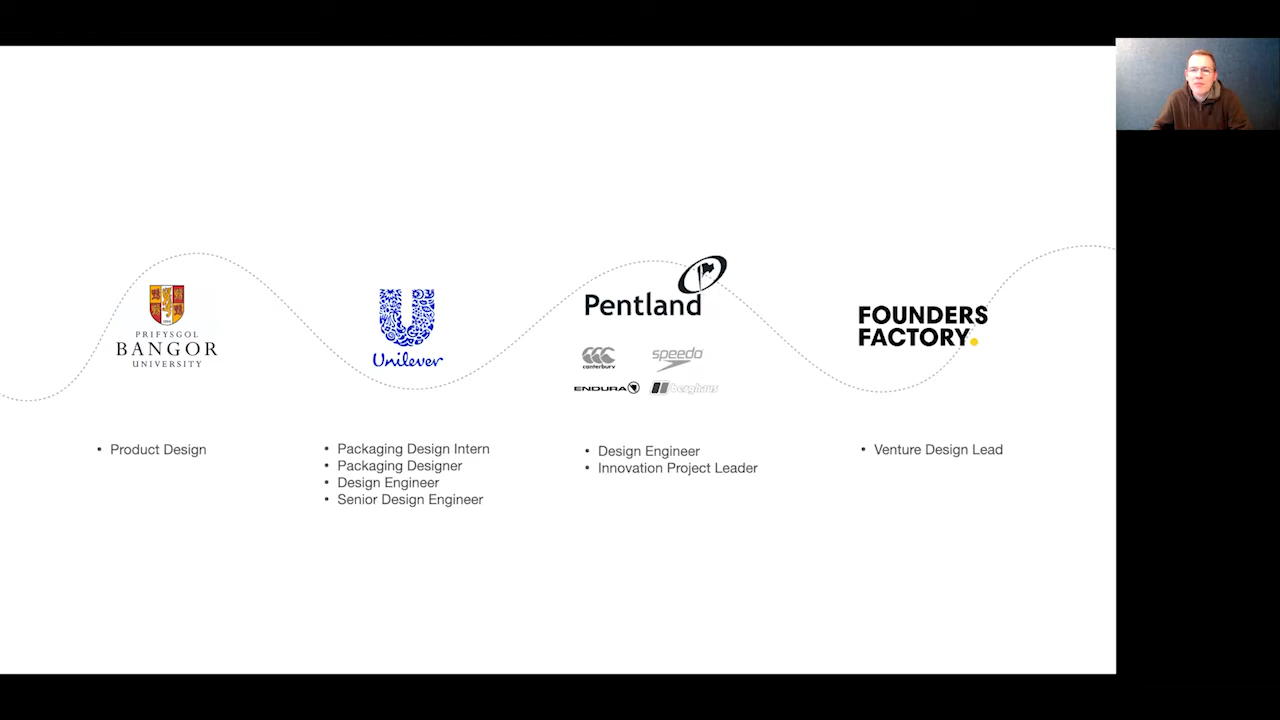 PRIFYSGOL
BANGOR
UNIVERSITY
• Product Design
Unilever
• Packaging Design Intern
• Packaging Designer
• Design Engineer
• Senior Design Engineer
Pentland
canterbury
speedo
ENDURA
berghaus
• Design Engineer
• Innovation Project Leader
FOUNDERS
FACTORY.
• Venture Design Lead